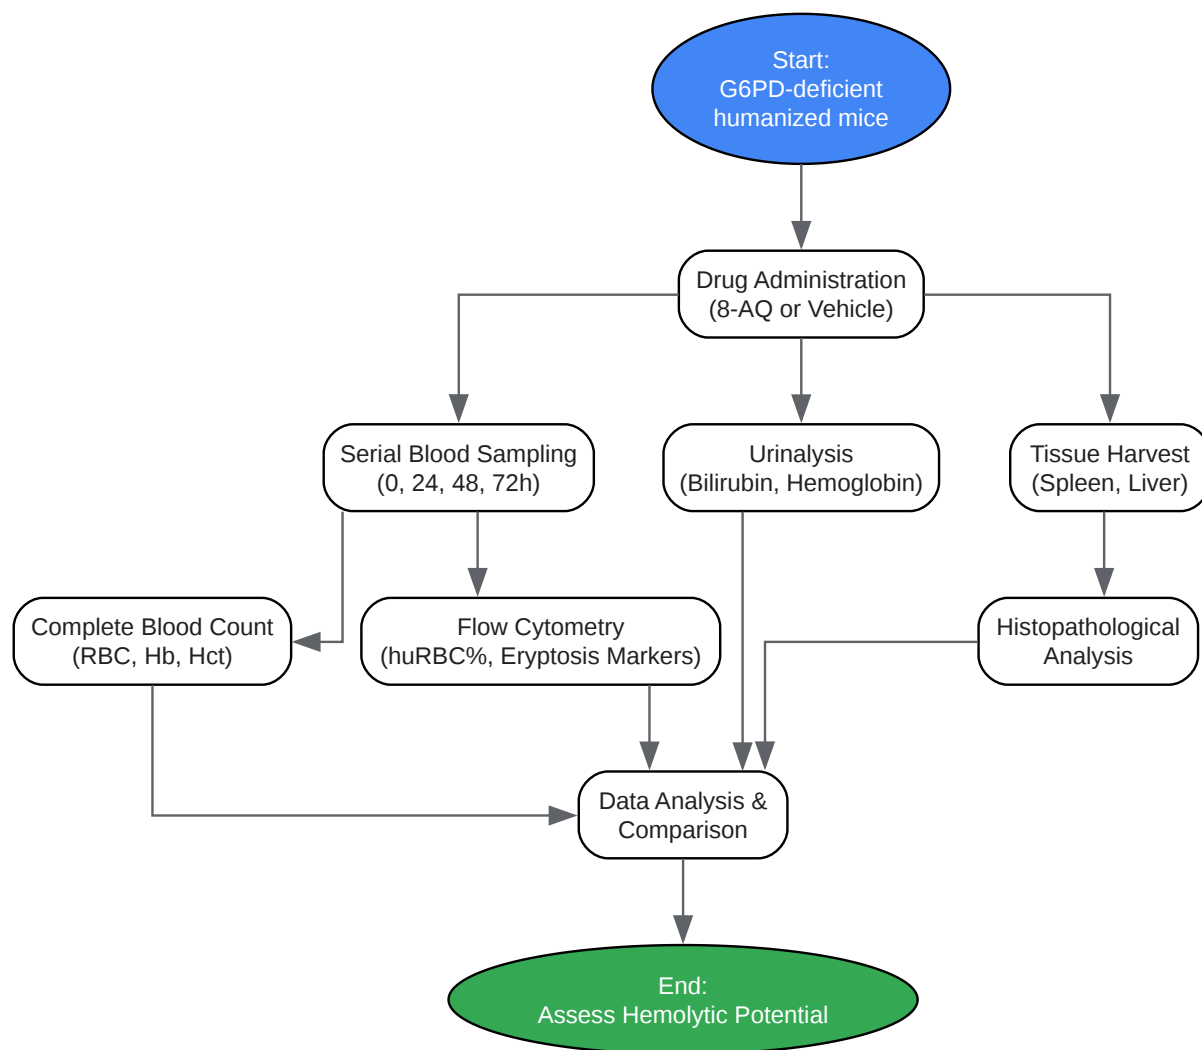 Start:
G6PD-deficient
humanized mice
Drug Administration
(8-AQ or Vehicle)
Serial Blood Sampling
(0, 24, 48, 72h)
Urinalysis
(Bilirubin, Hemoglobin)
Tissue Harvest
(Spleen, Liver)
Complete Blood Count
(RBC, Hb, Hct)
Flow Cytometry
(huRBC%, Eryptosis Markers)
Histopathological
Analysis
Data Analysis &
Comparison
End:
Assess Hemolytic Potential